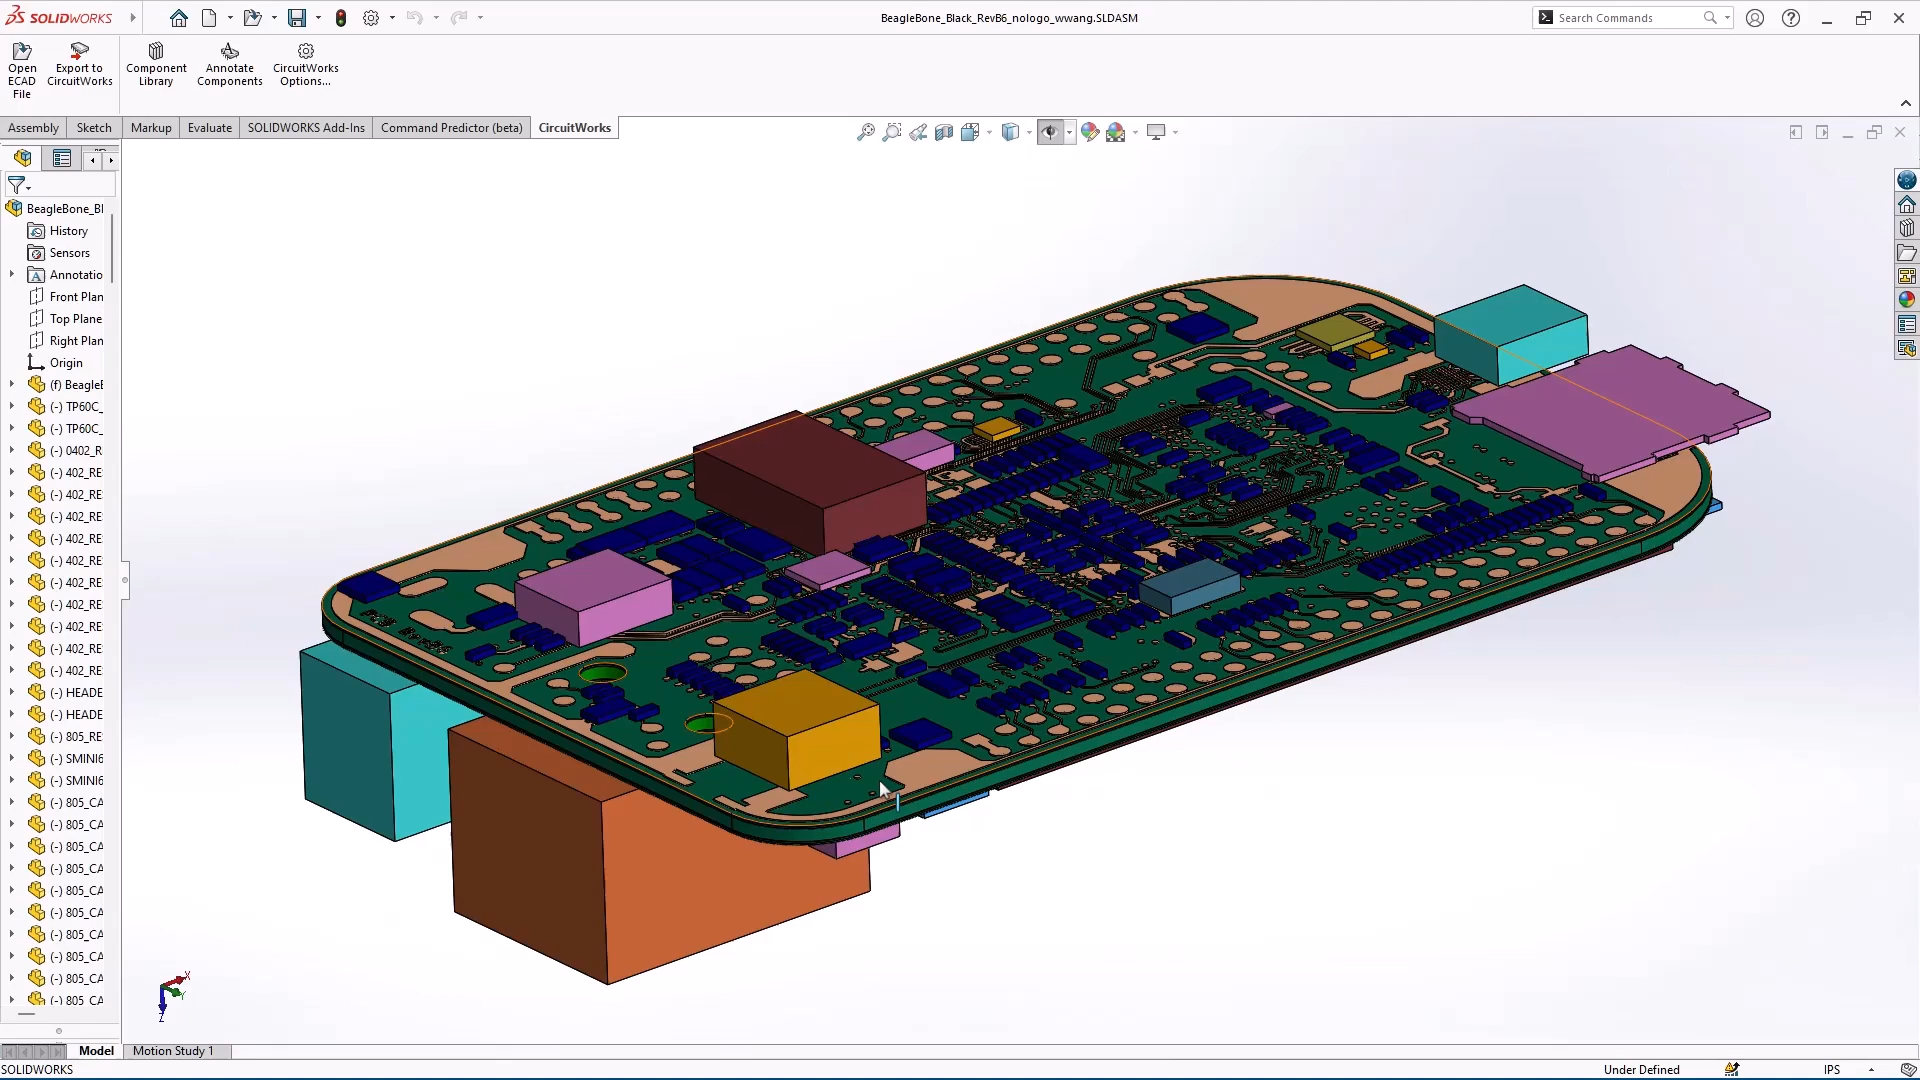 SOLIDWORKS
BeagleBone_Black_RevB6_nologo_wwang.SLDASM
Search Commands
Open ECAD File
Export to CircuitWorks
Component Library
Annotate Components
CircuitWorks Options...
Assembly
Sketch
Markup
Evaluate
SOLIDWORKS Add-Ins
Command Predictor (beta)
CircuitWorks
BeagleBone_Bl
History
Sensors
Annotatio
Front Plan
Top Plane
Right Plan
Origin
(f) BeagleB
(-) TP60C_
(-) TP60C_
(-) 0402_R
(-) 402_RE
(-) 402_RE
(-) 402_RE
(-) 402_RE
(-) 402_RE
(-) 402_RE
(-) 402_RE
(-) 402_RE
(-) 402_RE
(-) 402_RE
(-) HEADE
(-) HEADE
(-) 805_RE
(-) SMINI6
(-) SMINI6
(-) 805_CA
(-) 805_CA
(-) 805_CA
(-) 805_CA
(-) 805_CA
(-) 805_CA
(-) 805_CA
(-) 805_CA
(-) 805_CA
(-) 805_CA
X
Y
Z
Model
Motion Study 1
SOLIDWORKS
Under Defined
IPS